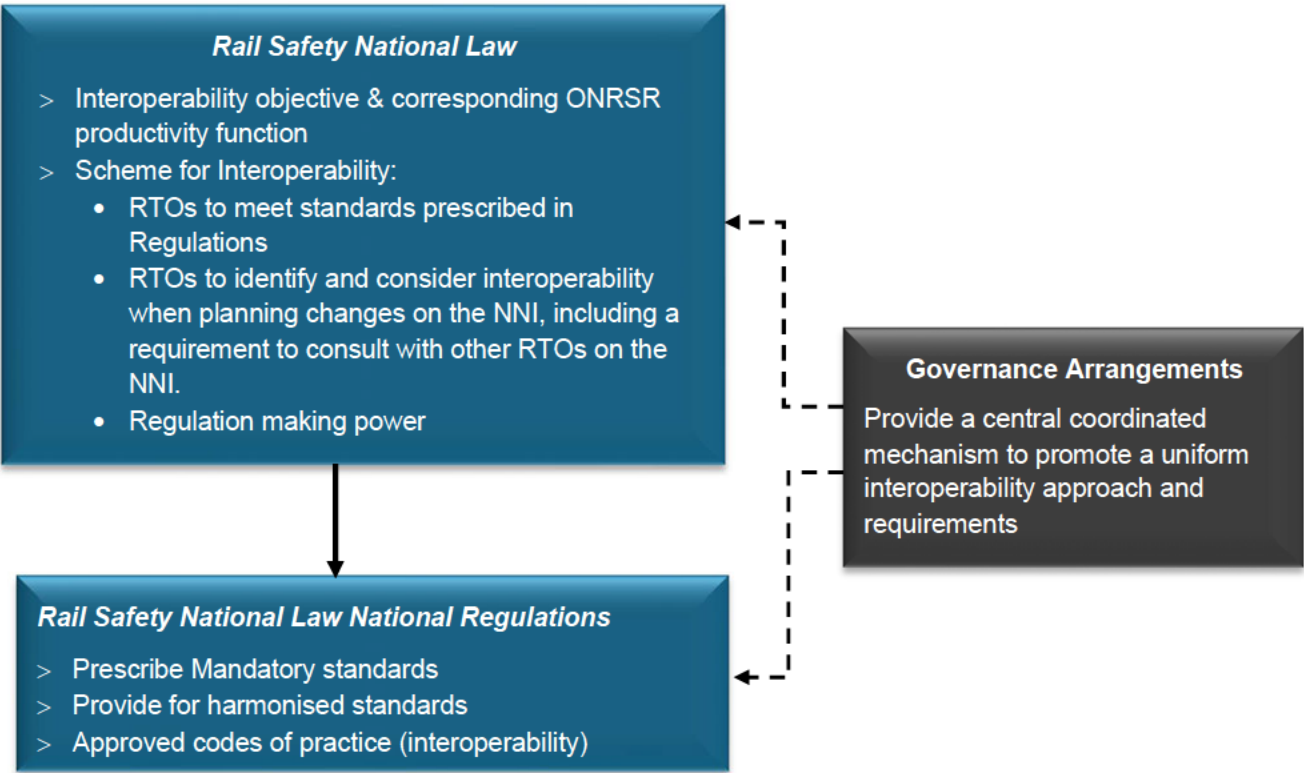 Rail Safety National Law
> Interoperability objective & corresponding ONRSR
productivity function
> Scheme for Interoperability:
• RTOs to meet standards prescribed in
Regulations
• RTOs to identify and consider interoperability
when planning changes on the NNI, including a
requirement to consult with other RTOs on the
NNI.
• Regulation making power
Governance Arrangements
Provide a central coordinated
mechanism to promote a uniform
interoperability approach and
requirements
Rail Safety National Law National Regulations
> Prescribe Mandatory standards
> Provide for harmonised standards
> Approved codes of practice (interoperability)